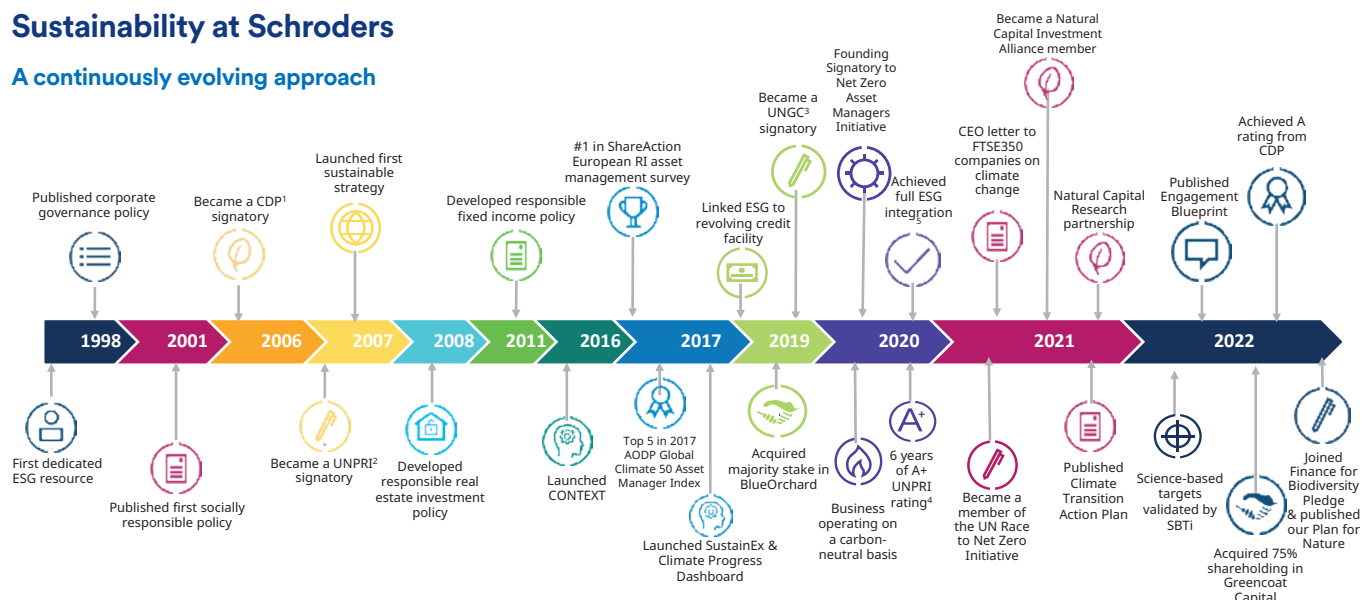 Sustainability at Schroders
A continuously evolving approach
Published corporate
governance policy
Became a CDP¹
signatory
Launched first
sustainable
strategy
Developed responsible
fixed income policy
#1 in ShareAction
European RI asset
management survey
Linked ESG to
revolving credit
facility
Became a
UNGC³
signatory
Founding
Signatory to
Net Zero
Asset
Managers
Initiative
Achieved
full ESG
integration
5
CEO letter to
FTSE350
companies on
climate
change
Became a Natural
Capital Investment
Alliance member
Natural Capital
Research
partnership
Published
Engagement
Blueprint
Achieved A
rating from
CDP
1998
2001
2006
2007
2008
2011
2016
2017
2019
2020
2021
2022
First dedicated
ESG resource
Published first socially
responsible policy
Became a UNPRI²
signatory
Developed
responsible real
estate investment
policy
Launched
CONTEXT
Top 5 in 2017
AODP Global
Climate 50 Asset
Manager Index
Launched SustainEx &
Climate Progress
Dashboard
Acquired
majority stake in
BlueOrchard
Business
operating on
a carbon-
neutral basis
A+
6 years
of A+
UNPRI
rating⁴
Became a
member of
the UN Race
to Net Zero
Initiative
Published
Climate
Transition
Action Plan
Science-based
targets
validated by
SBTi
Acquired 75%
shareholding in
Greencoat
Capital
Joined
Finance for
Biodiversity
Pledge
& published
our Plan for
Nature